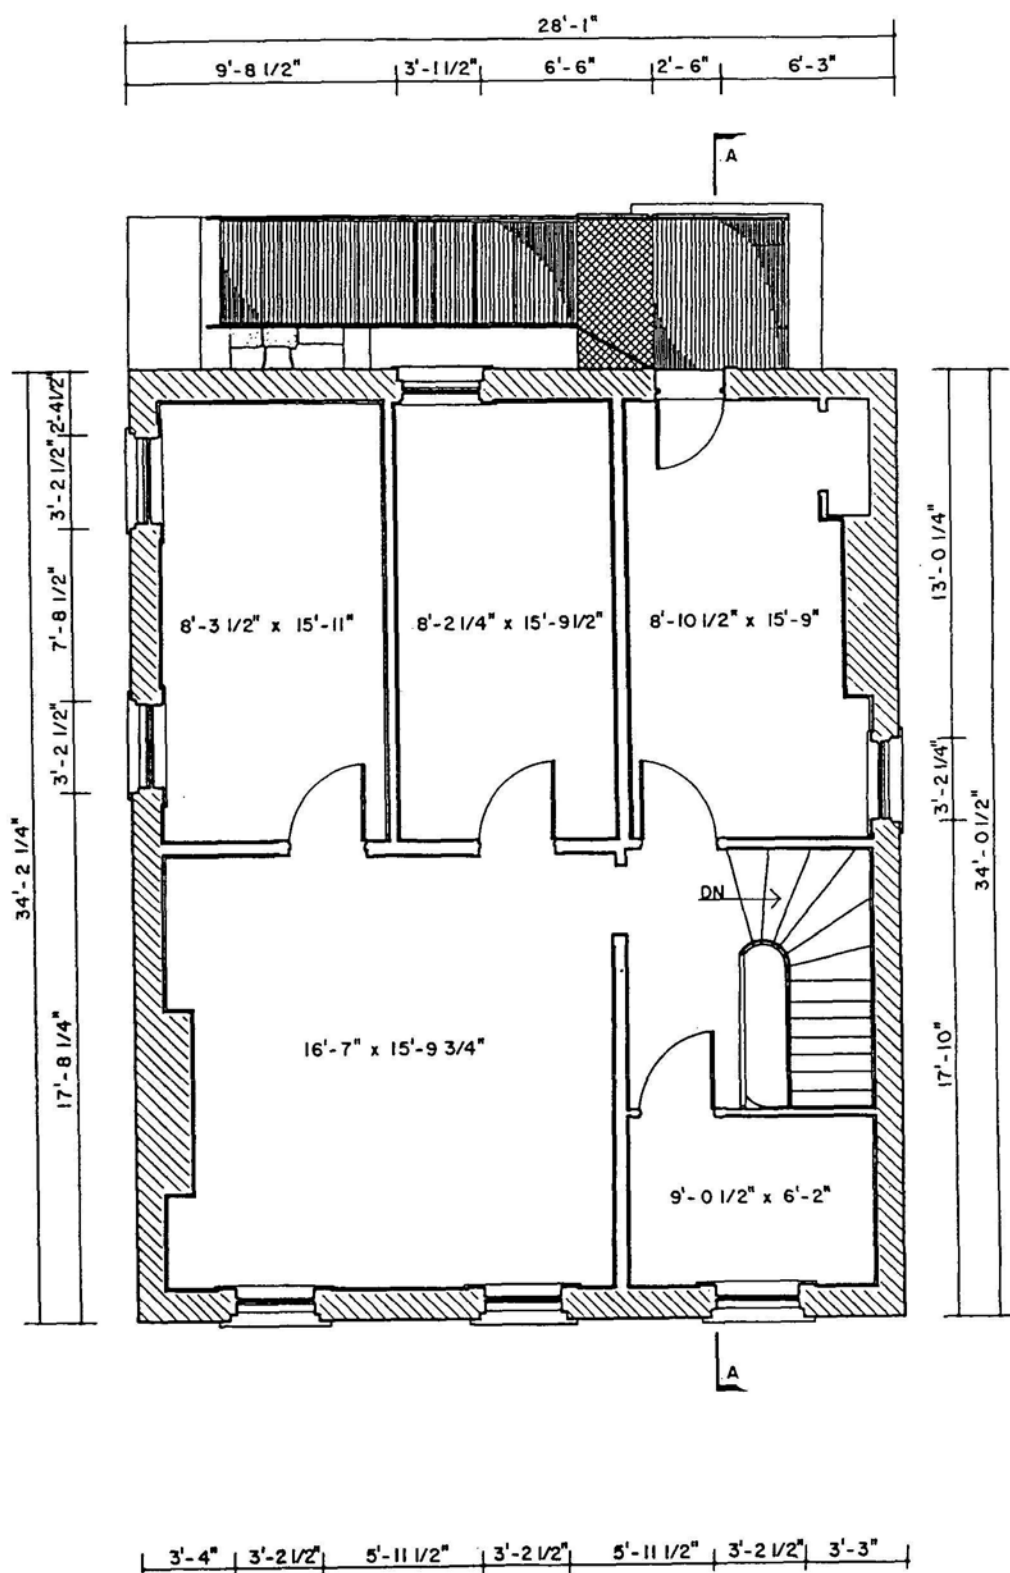 28'-1"
9'-8 1/2" 3'-1 1/2" 6'-6" 2'-6" 6'-3"
A
2'-4 1/2"
3'-2 1/2"
7'-8 1/2"
3'-2 1/2"
34'-2 1/4"
17'-8 1/4"
13'-0 1/4"
3'-2 1/4"
34'-0 1/2"
17'-10"
8'-3 1/2" x 15'-11" 8'-2 1/4" x 15'-9 1/2" 8'-10 1/2" x 15'-9"
DN
16'-7" x 15'-9 3/4"
9'-0 1/2" x 6'-2"
A
3'-4" 3'-2 1/2" 5'-11 1/2" 3'-2 1/2" 5'-11 1/2" 3'-2 1/2" 3'-3"